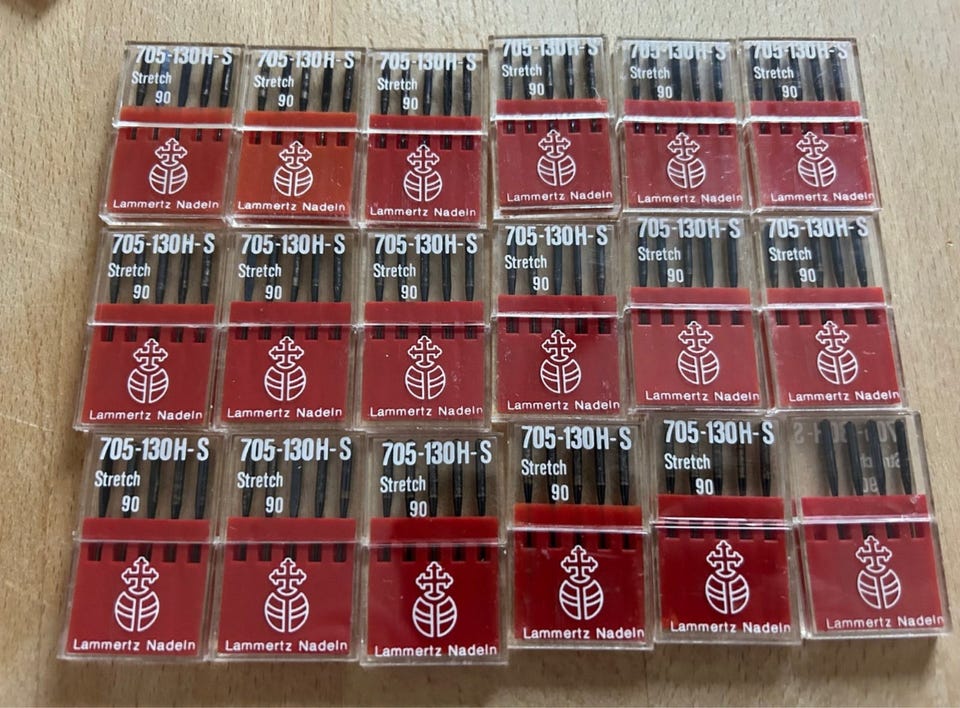 705-130H-S
Stretch
90
Lammertz Nadeln
705-130H-S
Stretch
90
Lammertz Nadeln
705-130H-S
Stretch
90
Lammertz Nadeln
705-130H-S
Stretch
90
Lammertz Nadeln
705-130H-S
Stretch
90
Lammertz Nadeln
705-130H-S
Stretch
90
Lammertz Nadeln
705-130H-S
Stretch
90
Lammertz Nadeln
705-130H-S
Stretch
90
Lammertz Nadeln
705-130H-S
Stretch
90
Lammertz Nadeln
705-130H-S
Stretch
90
Lammertz Nadeln
705-130H-S
Stretch
90
Lammertz Nadeln
705-130H-S
Stretch
90
Lammertz Nadeln
705-130H-S
Stretch
90
Lammertz Nadeln
705-130H-S
Stretch
90
Lammertz Nadeln
705-130H-S
Stretch
90
Lammertz Nadeln
705-130H-S
Stretch
90
Lammertz Nadeln
705-130H-S
Stretch
90
Lammertz Nadeln
Lammertz Nadeln